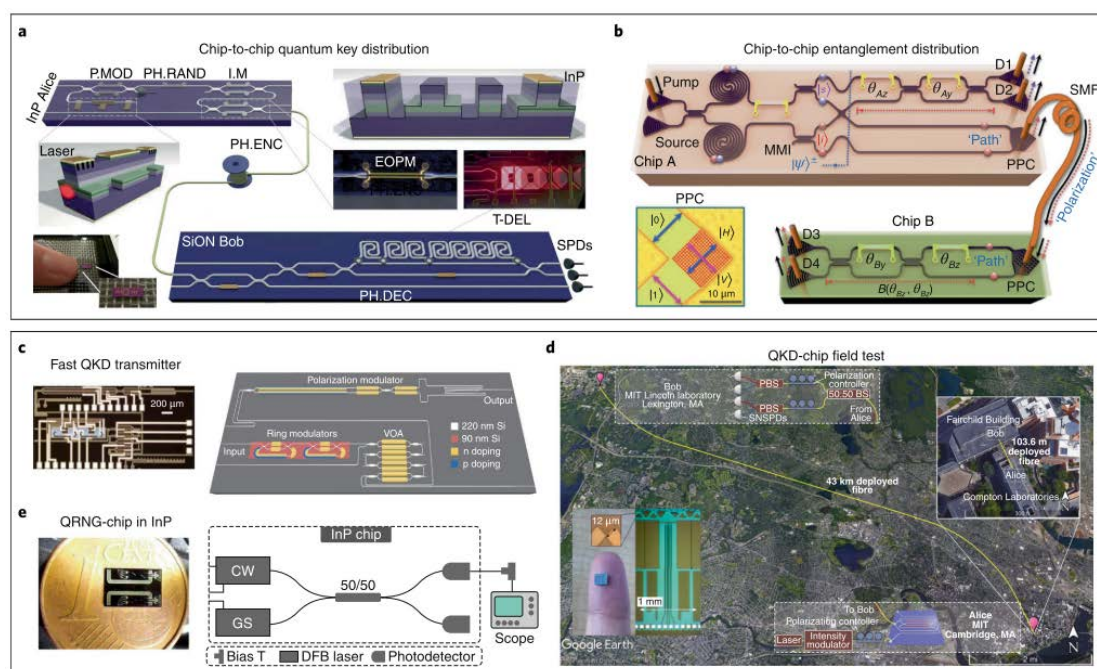 a
Chip-to-chip quantum key distribution
P.MOD PH.RAND I.M
InP Alice
InP
Laser
PH.ENC
EOPM
T-DEL
SiON Bob
SPDs
PH.DEC
b
Chip-to-chip entanglement distribution
D1
D2
Pump
θAz
θAy
SMF
Source
MMI
'Path'
Chip A
|ψ⟩±
PPC
'Polarization'
PPC
|0⟩
|H⟩
|V⟩
|1⟩
10 µm
Chip B
D3
D4
θBy
θBz
'Path'
B(θBz, θBz)
PPC
c
Fast QKD transmitter
200 µm
Polarization modulator
Output
Ring modulators
VOA
Input
220 nm Si
90 nm Si
n doping
p doping
d
QKD-chip field test
Bob
MIT Lincoln laboratory
Lexington, MA
PBS
PBS
SNSPDs
Polarization
controller
50:50 BS
From
Alice
Fairchild Building
Bob
103.6 m
deployed
fibre
Alice
Compton Laboratories
43 km deployed
fibre
12 µm
1 mm
Google Earth
To Bob
Polarization
controller
Laser
Intensity
modulator
Alice
MIT
Cambridge, MA
N
e
QRNG-chip in InP
InP chip
CW
50/50
GS
Scope
Bias T
DFB laser
Photodetector